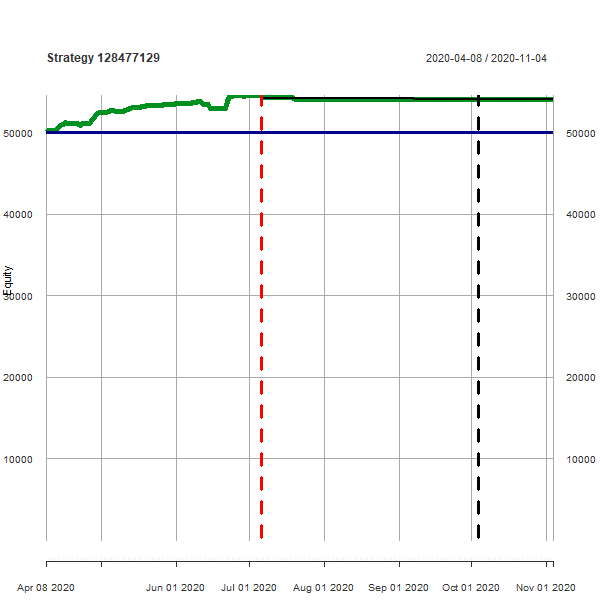 Strategy 128477129
2020-04-08 / 2020-11-04
50000 50000
40000 40000
Equity
30000 30000
20000 20000
10000 10000
Apr 08 2020 Jun 01 2020 Jul 01 2020 Aug 01 2020 Sep 01 2020 Oct 01 2020 Nov 01 2020